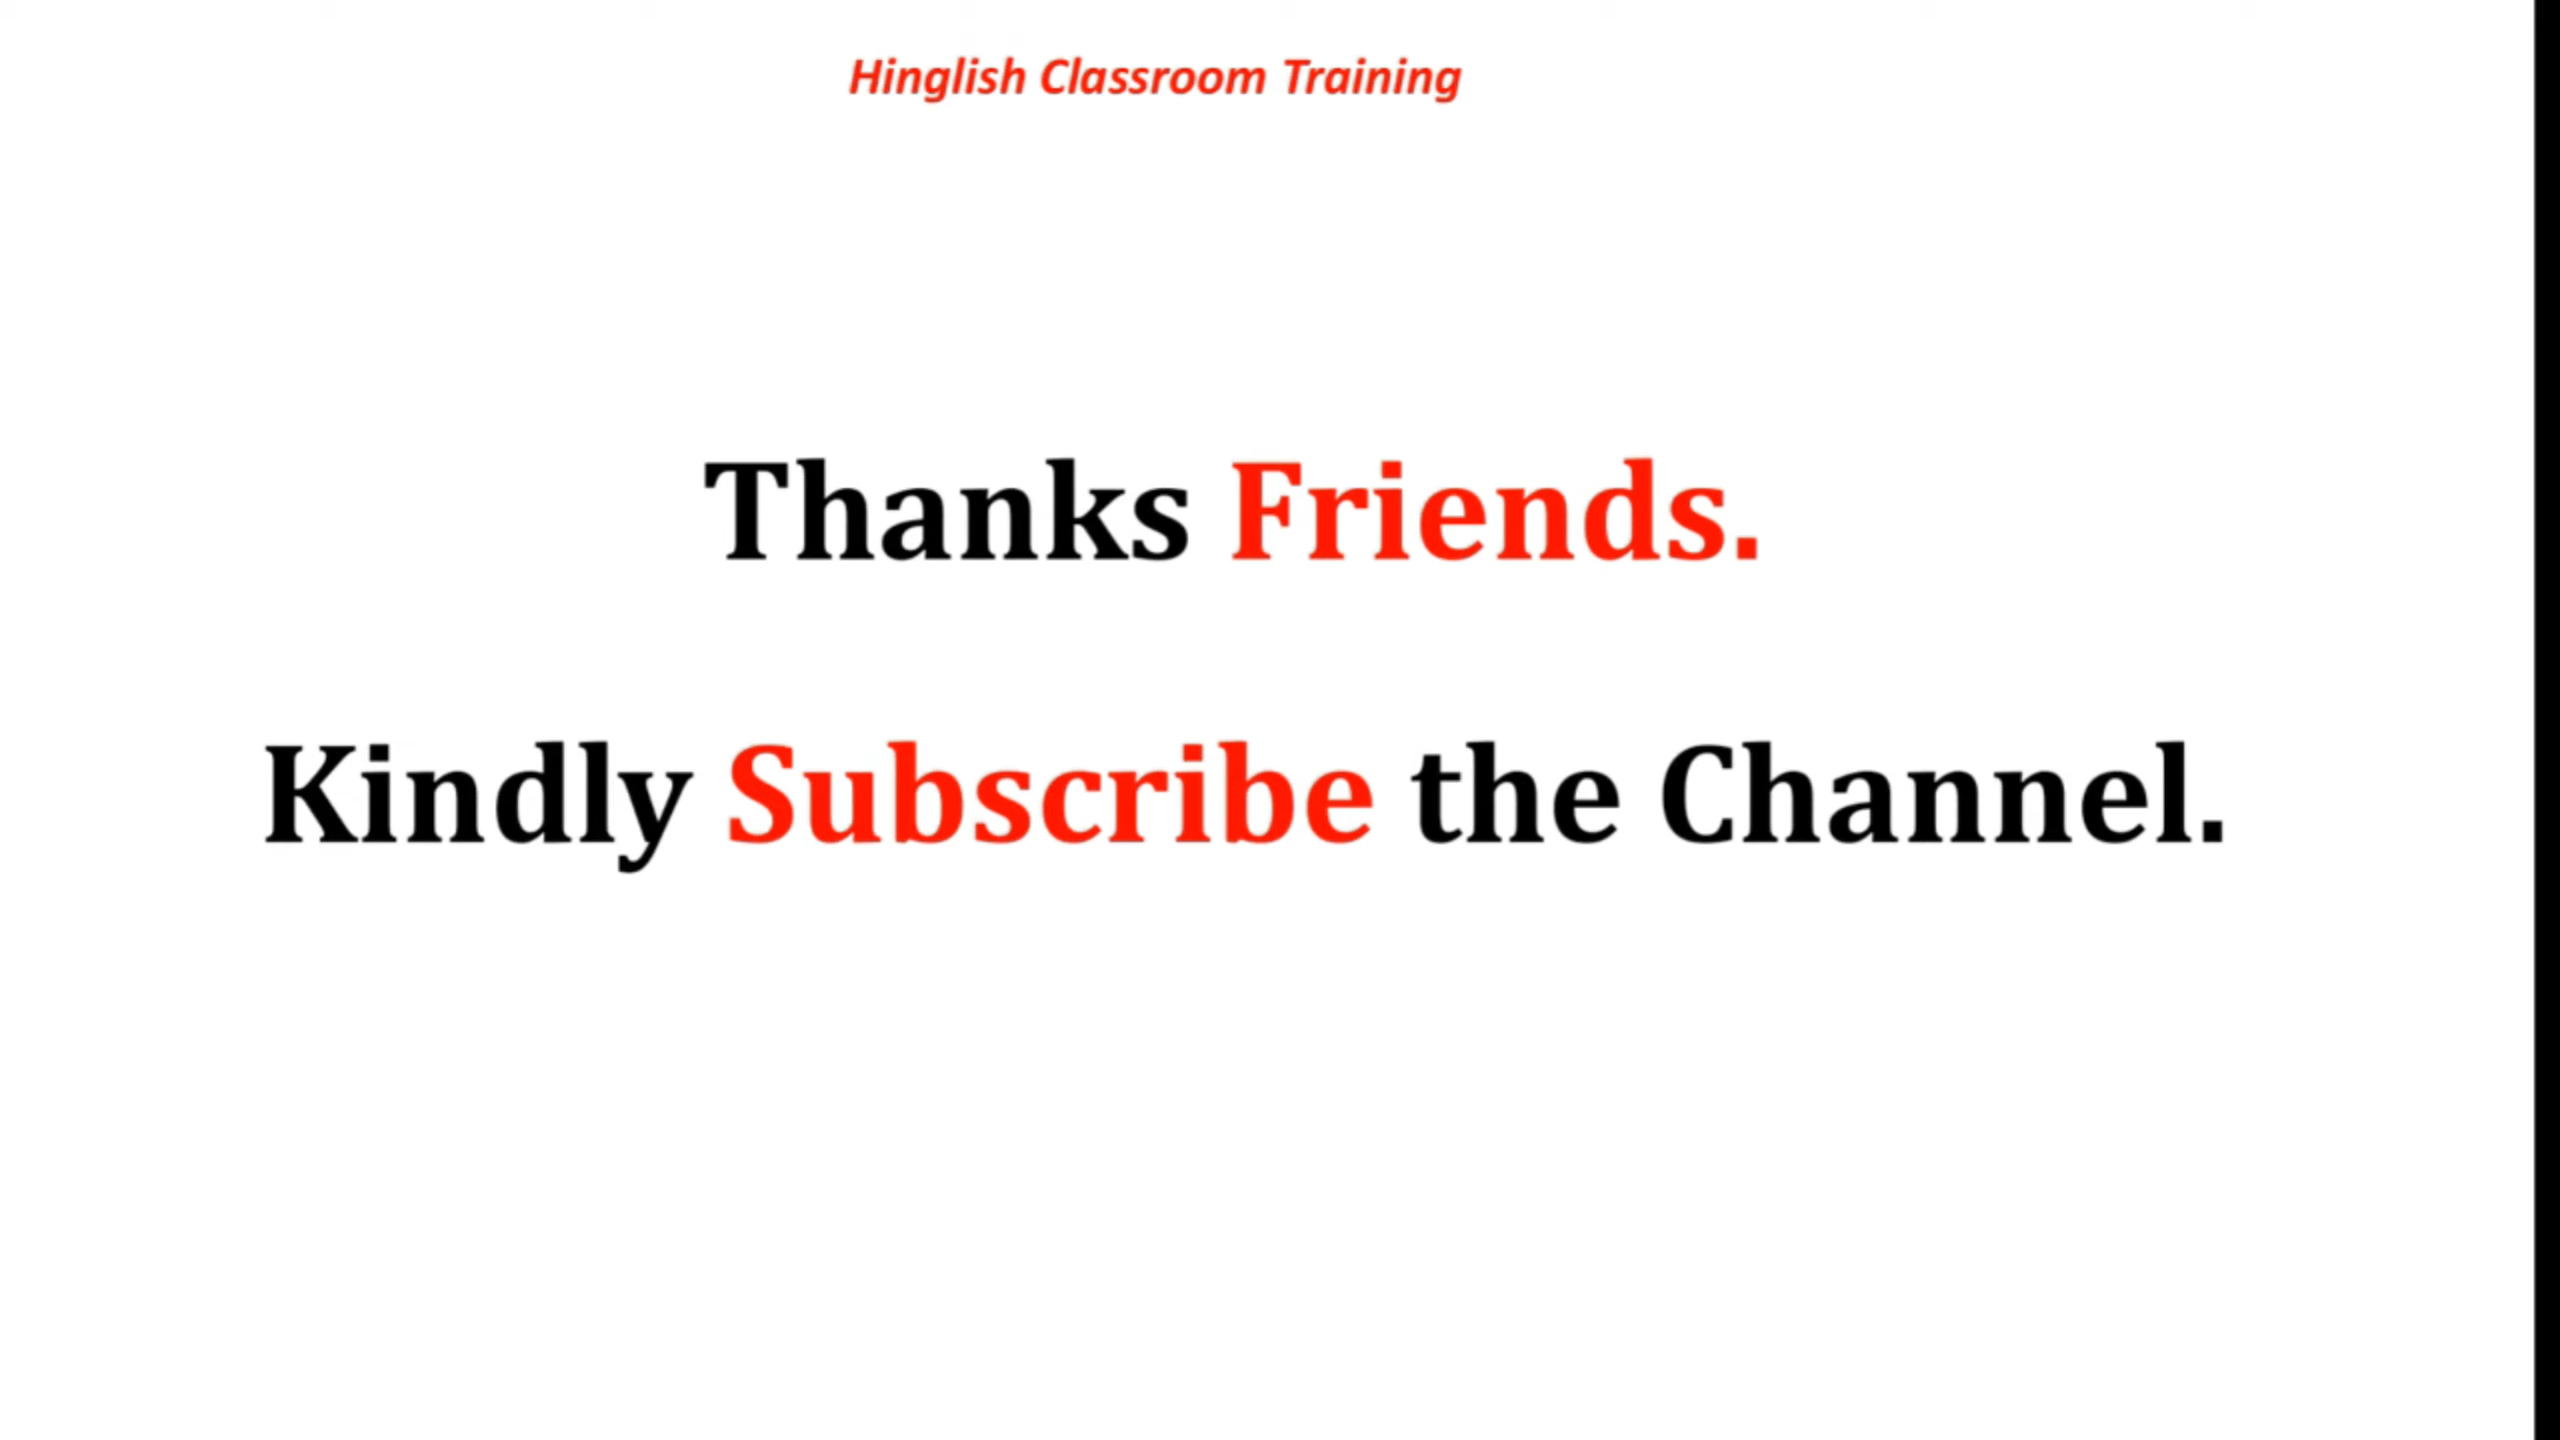 Hinglish Classroom Training
Thanks Friends.
Kindly Subscribe the Channel.